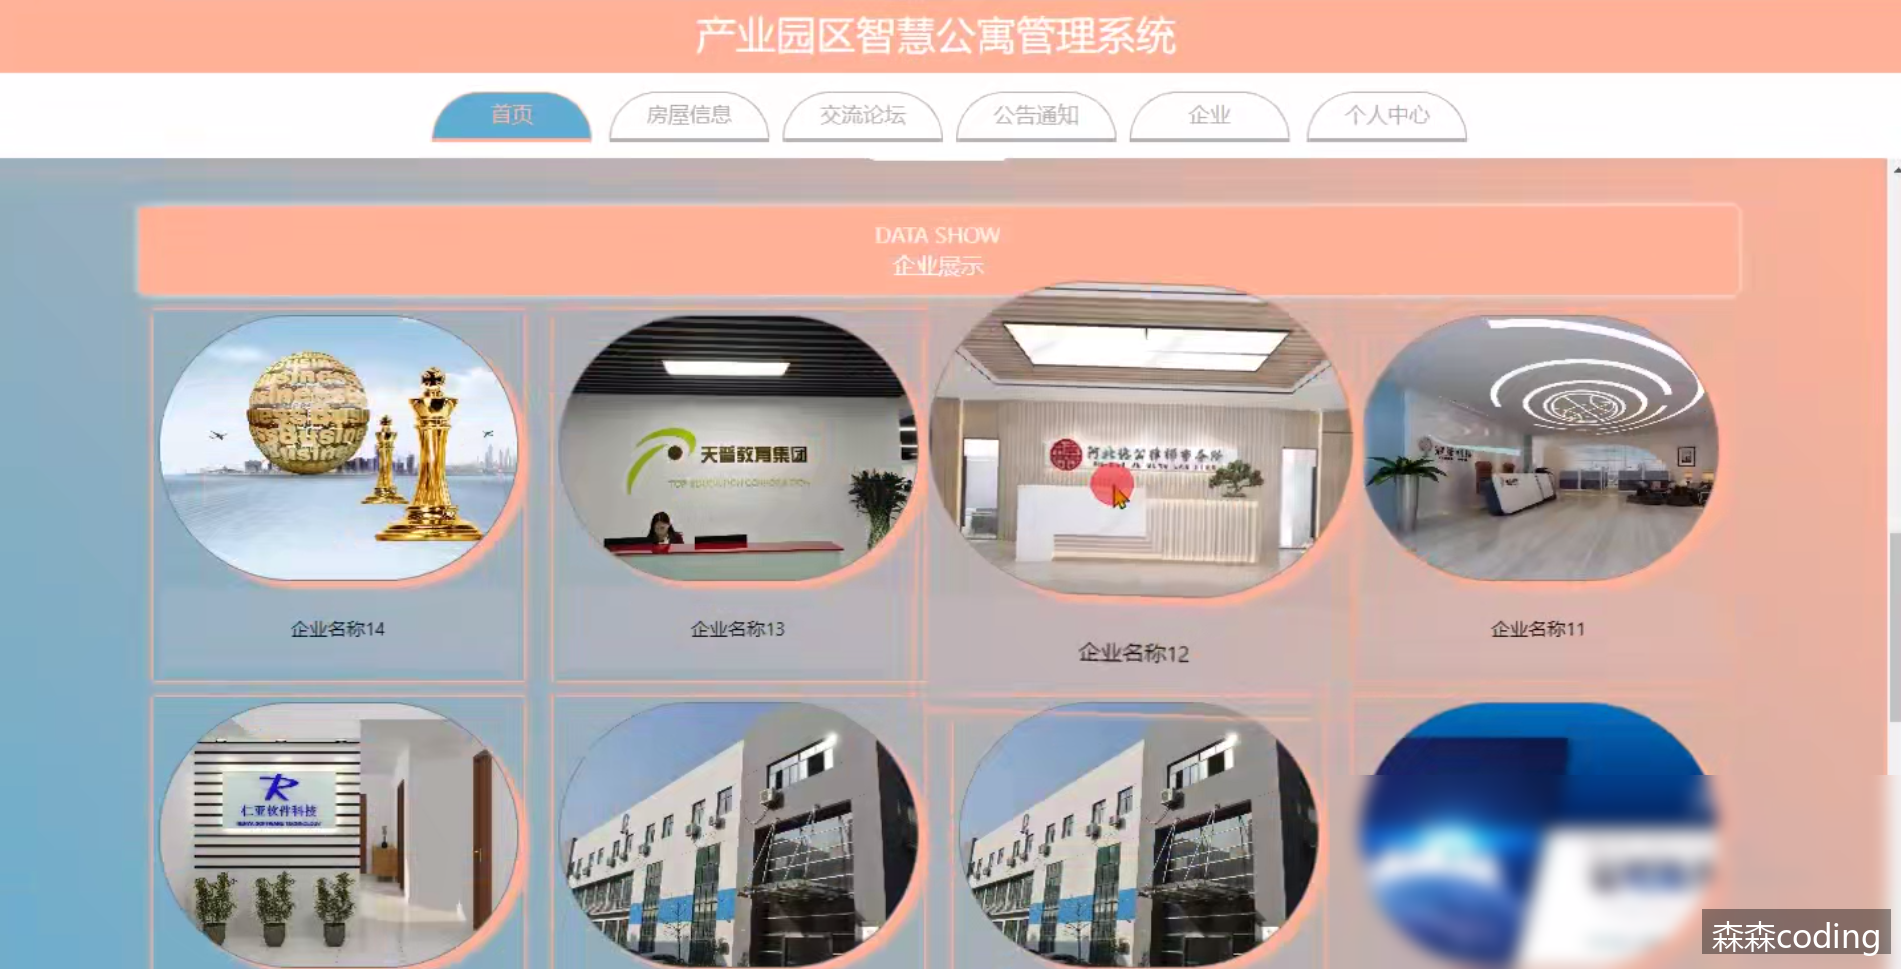 产业园区智慧公寓管理系统
首页
房屋信息
交流论坛
公告通知
企业
个人中心
DATA SHOW
企业展示
天誉教育集团
企业名称14
企业名称13
企业名称12
企业名称11
仁亚软件科技
森森coding